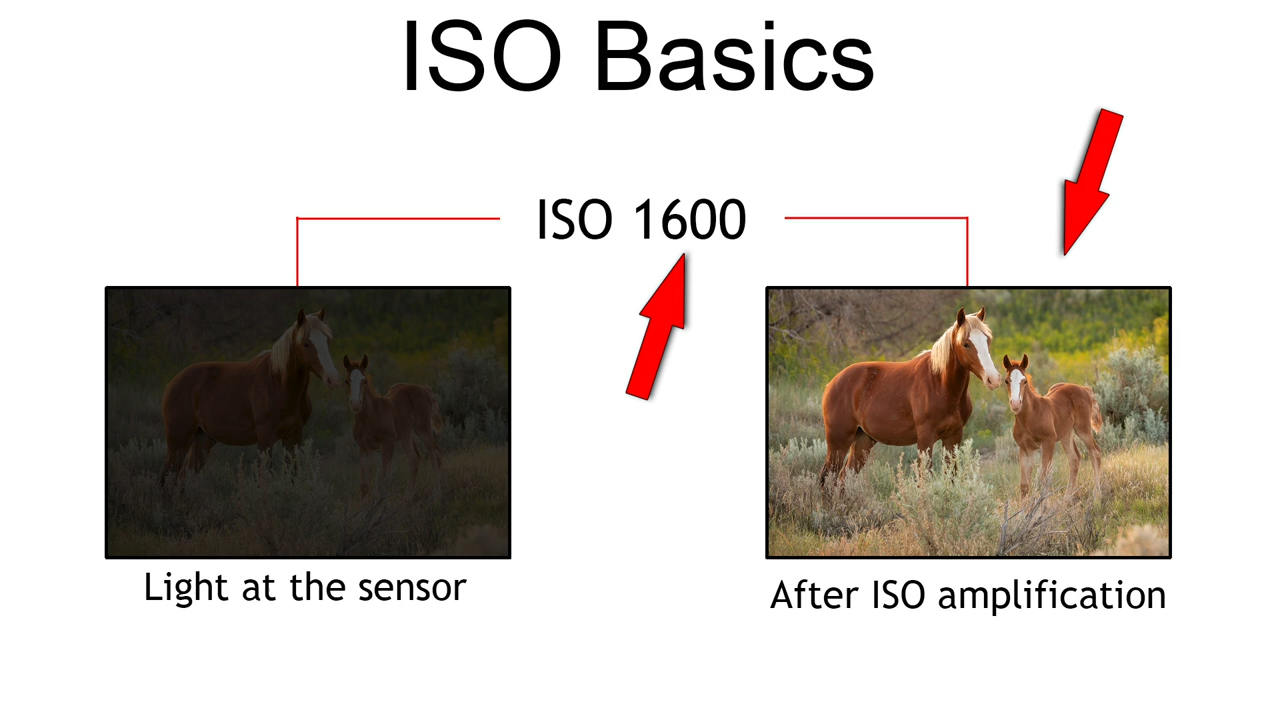 ISO Basics
ISO 1600
Light at the sensor
After ISO amplification